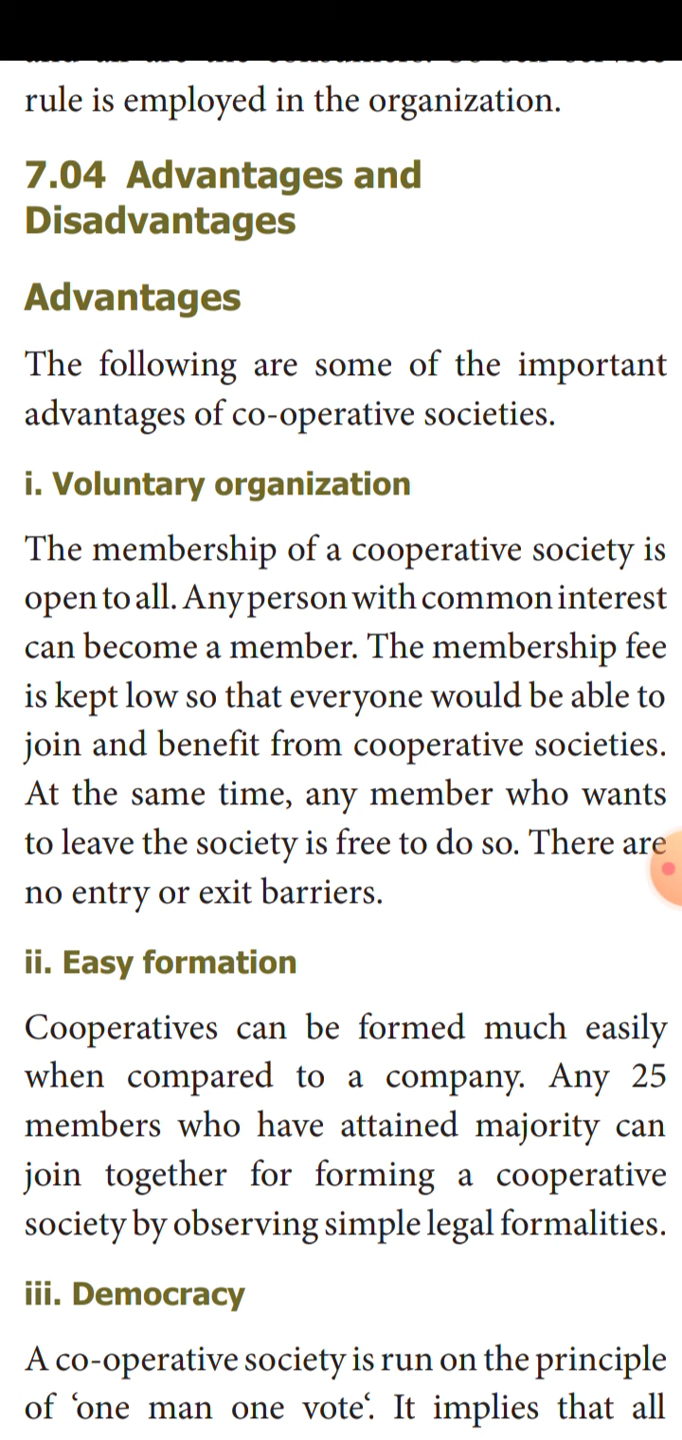 rule is employed in the organization.
7.04 Advantages and
Disadvantages
Advantages
The following are some of the important
advantages of co-operative societies.
i. Voluntary organization
The membership of a cooperative society is
open to all. Any person with common interest
can become a member. The membership fee
is kept low so that everyone would be able to
join and benefit from cooperative societies.
At the same time, any member who wants
to leave the society is free to do so. There are
no entry or exit barriers.
ii. Easy formation
Cooperatives can be formed much easily
when compared to a company. Any 25
members who have attained majority can
join together for forming a cooperative
society by observing simple legal formalities.
iii. Democracy
A co-operative society is run on the principle
of ‘one man one vote‘. It implies that all